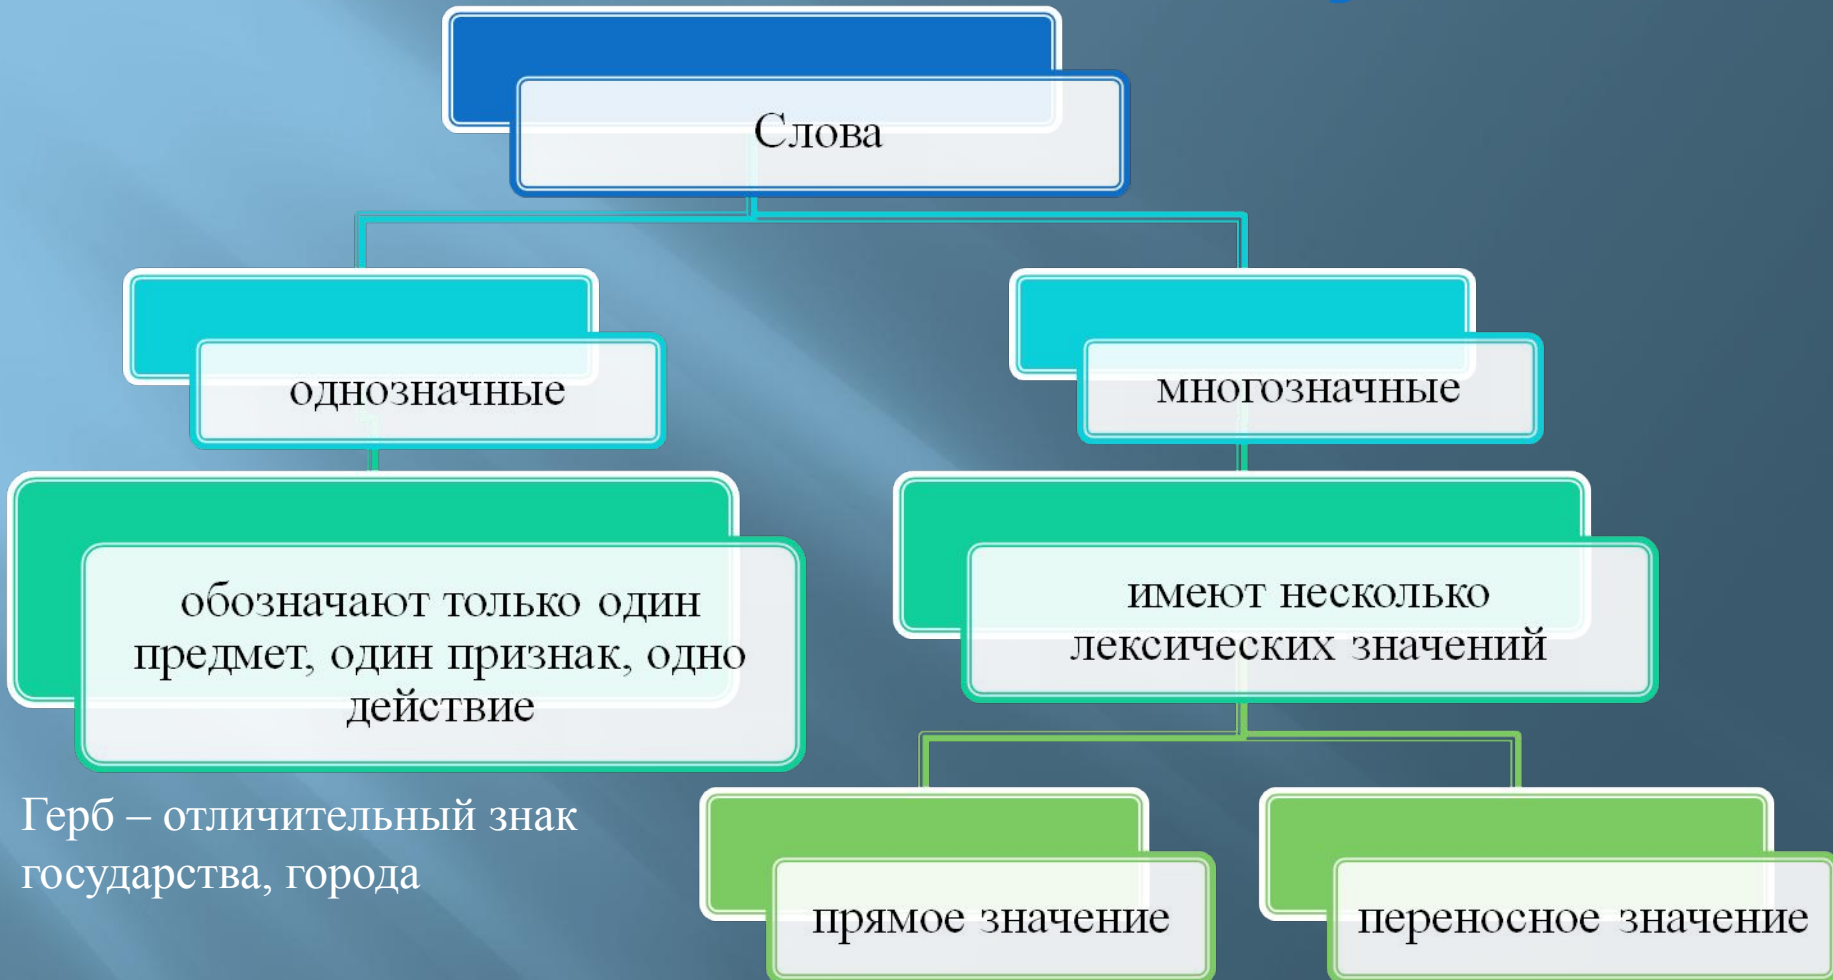 Слова
однозначные
многозначные
обозначают только один
предмет, один признак, одно
действие
имеют несколько
лексических значений
Герб – отличительный знак
государства, города
прямое значение
переносное значение